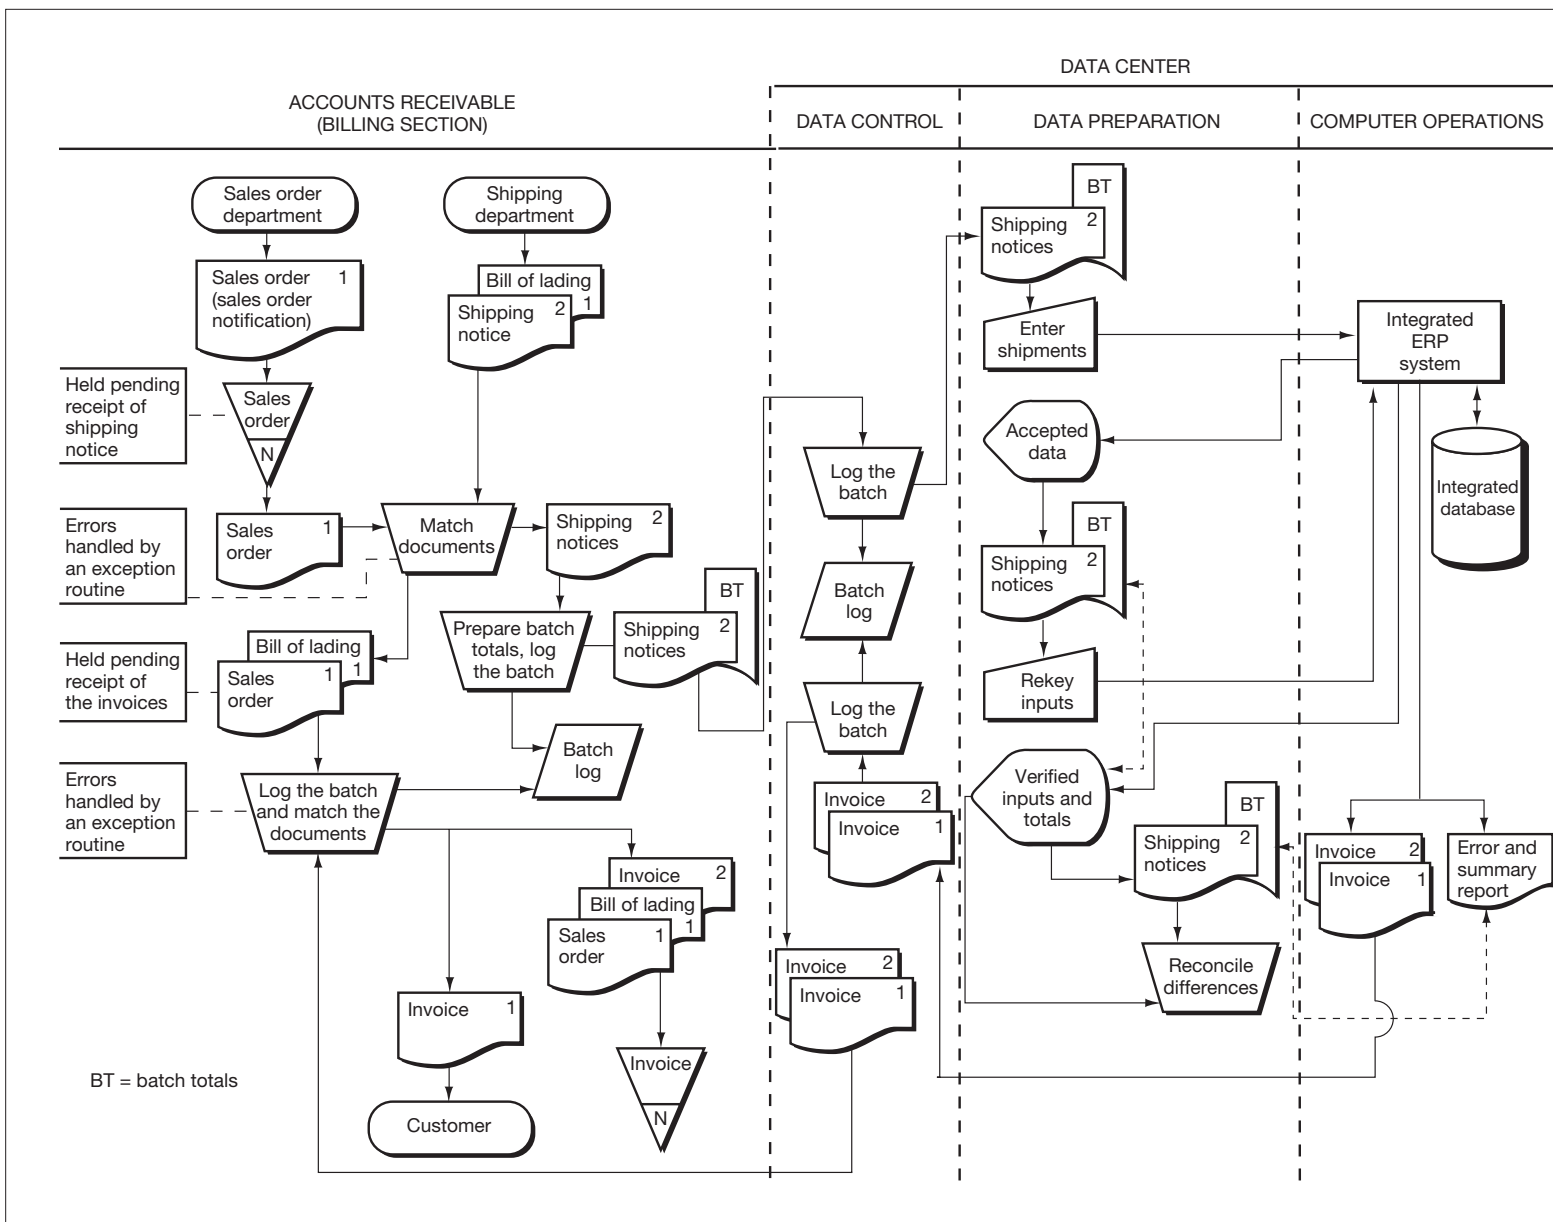 DATA CENTER
ACCOUNTS RECEIVABLE
(BILLING SECTION)
DATA CONTROL
DATA PREPARATION
COMPUTER OPERATIONS
Sales order
department
Sales order
(sales order
notification)
1
Held pending
receipt of
shipping
notice
Sales
order
N
Errors
handled by
an exception
routine
Sales
order
1
Shipping
department
Bill of lading
1
Shipping
notice
2
Match
documents
Shipping
notices
2
Prepare batch
totals, log
the batch
BT
Shipping
notices
2
Batch
log
Held pending
receipt of
the invoices
Bill of lading
1
Sales
order
1
Errors
handled by
an exception
routine
Log the batch
and match the
documents
Invoice
2
Bill of lading
1
Sales
order
1
Invoice
1
Customer
Invoice
N
BT = batch totals
Log the
batch
Batch
log
Log the
batch
Invoice
2
Invoice
1
Invoice
2
Invoice
1
BT
Shipping
notices
2
Enter
shipments
Accepted
data
BT
Shipping
notices
2
Rekey
inputs
Verified
inputs and
totals
BT
Shipping
notices
2
Reconcile
differences
Integrated
ERP
system
Integrated
database
Invoice
2
Invoice
1
Error and
summary
report